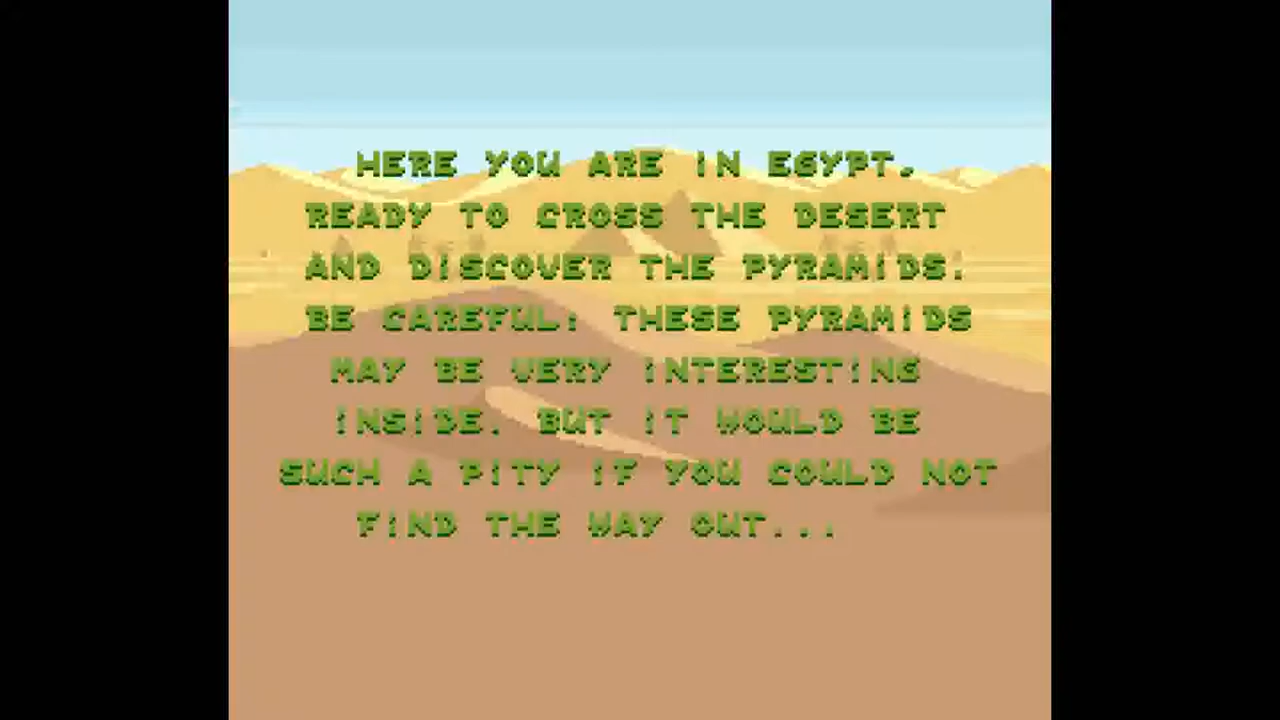 HERE YOU ARE IN EGYPT.
READY TO CROSS THE DESERT
AND DISCOVER THE PYRAMIDS.
BE CAREFUL: THESE PYRAMIDS
MAY BE VERY INTERESTING
INSIDE. BUT IT WOULD BE
SUCH A PITY IF YOU COULD NOT
FIND THE WAY OUT...